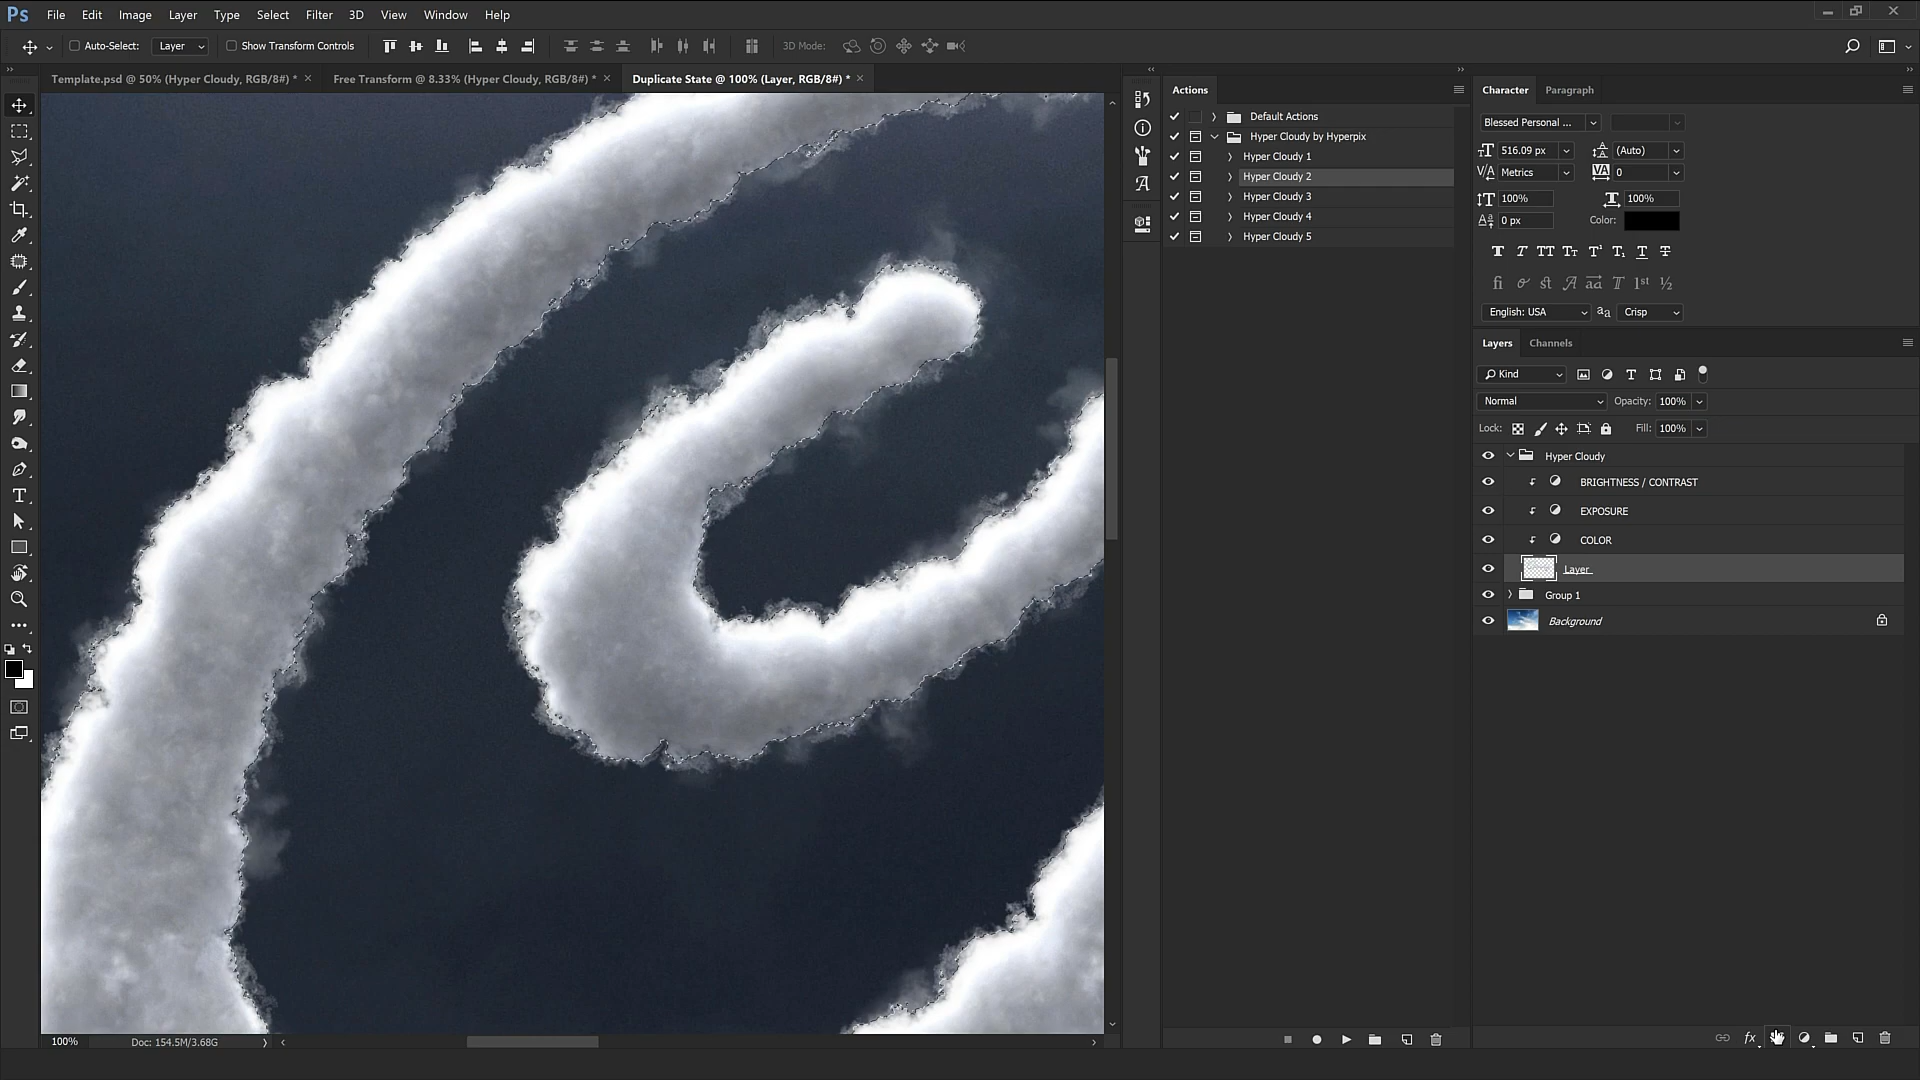 Ps File Edit Image Layer Type Select Filter 3D View Window Help
Auto-Select: Layer Show Transform Controls 3D Mode:
Template.psd @ 50% (Hyper Cloudy, RGB/8#) * Free Transform @ 8.33% (Hyper Cloudy, RGB/8#) * Duplicate State @ 100% (Layer, RGB/8#) *
Actions
Default Actions
Hyper Cloudy by Hyperpix
Hyper Cloudy 1
Hyper Cloudy 2
Hyper Cloudy 3
Hyper Cloudy 4
Hyper Cloudy 5
Character Paragraph
Blessed Personal ...
516.09 px (Auto)
Metrics 0
100% 100%
0 px Color:
English: USA aa Crisp
Layers Channels
Kind
Normal Opacity: 100%
Lock: Fill: 100%
Hyper Cloudy
BRIGHTNESS / CONTRAST
EXPOSURE
COLOR
Layer
Group 1
Background
fx
100% Doc: 154.5M/3.68G